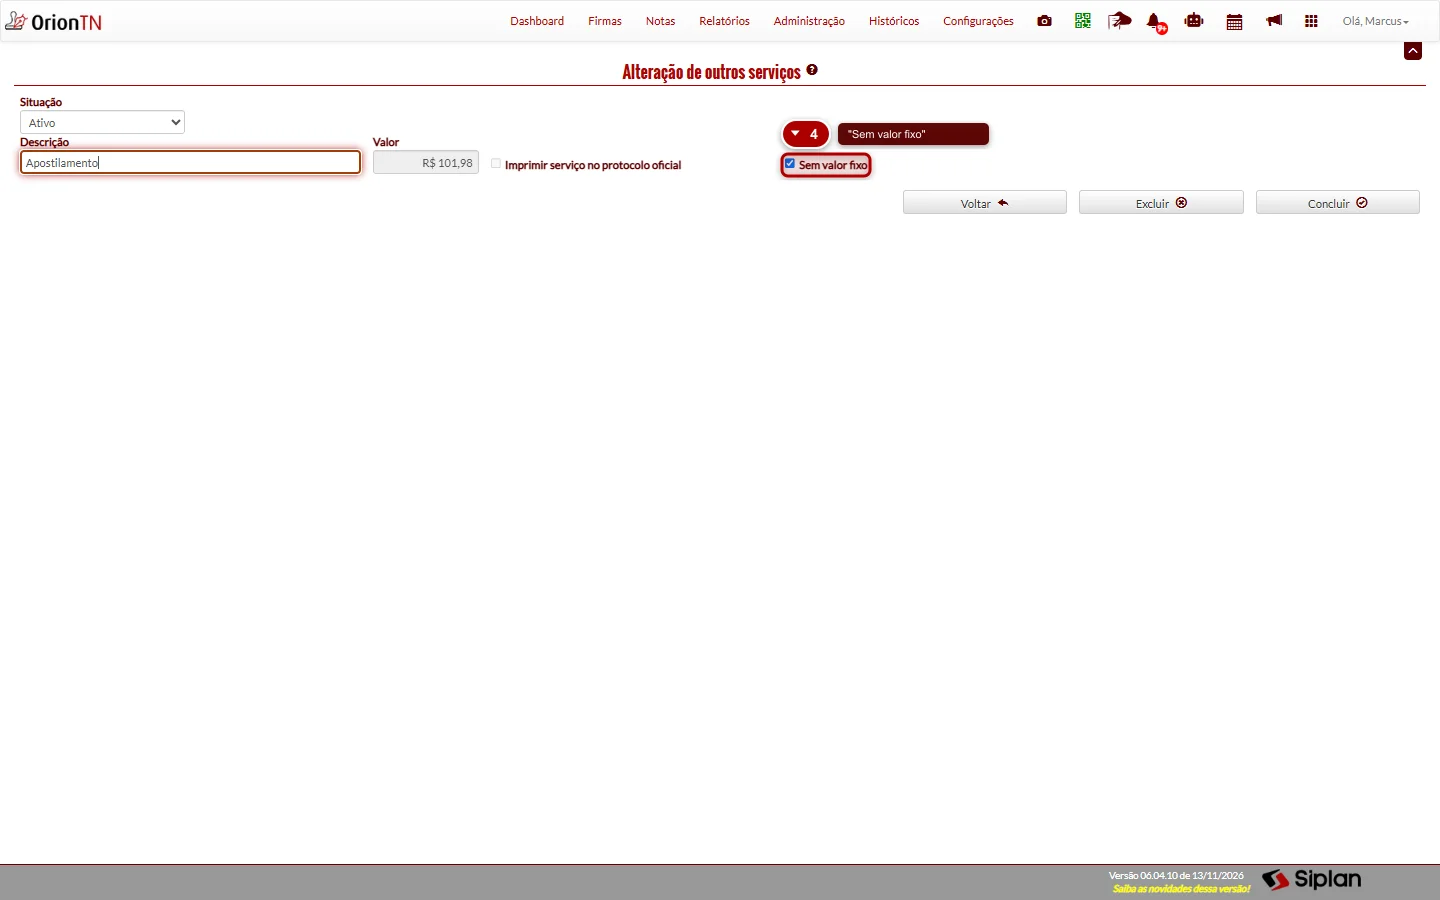 OrionTN
Dashboard
Firmas
Notas
Relatórios
Administração
Históricos
Configurações
9+
Olá, Marcus
Alteração de outros serviços
Situação
Ativo
Descrição
Apostilamento
Valor
R$ 101,98
Imprimir serviço no protocolo oficial
4
"Sem valor fixo"
Sem valor fixo
Voltar
Excluir
Concluir
Versão 06.04.10 de 13/11/2026
Saiba as novidades dessa versão!
Siplan